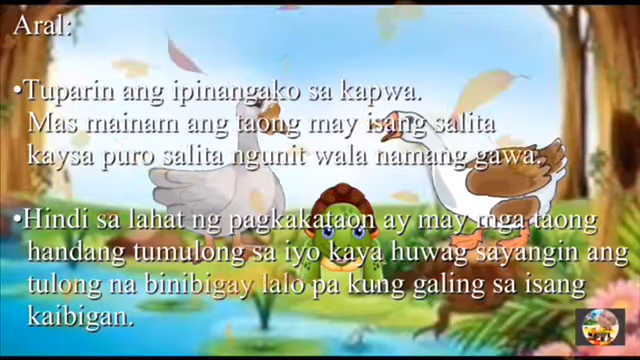 Aral:
•Tuparin ang ipinangako sa kapwa.
Mas mainam ang taong may isang salita
kaysa puro salita ngunit wala namang gawa.
•Hindi sa lahat ng pagkakataon ay may mga taong
handang tumulong sa iyo kaya huwag sayangin ang
tulong na binibigay lalo pa kung galing sa isang
kaibigan.